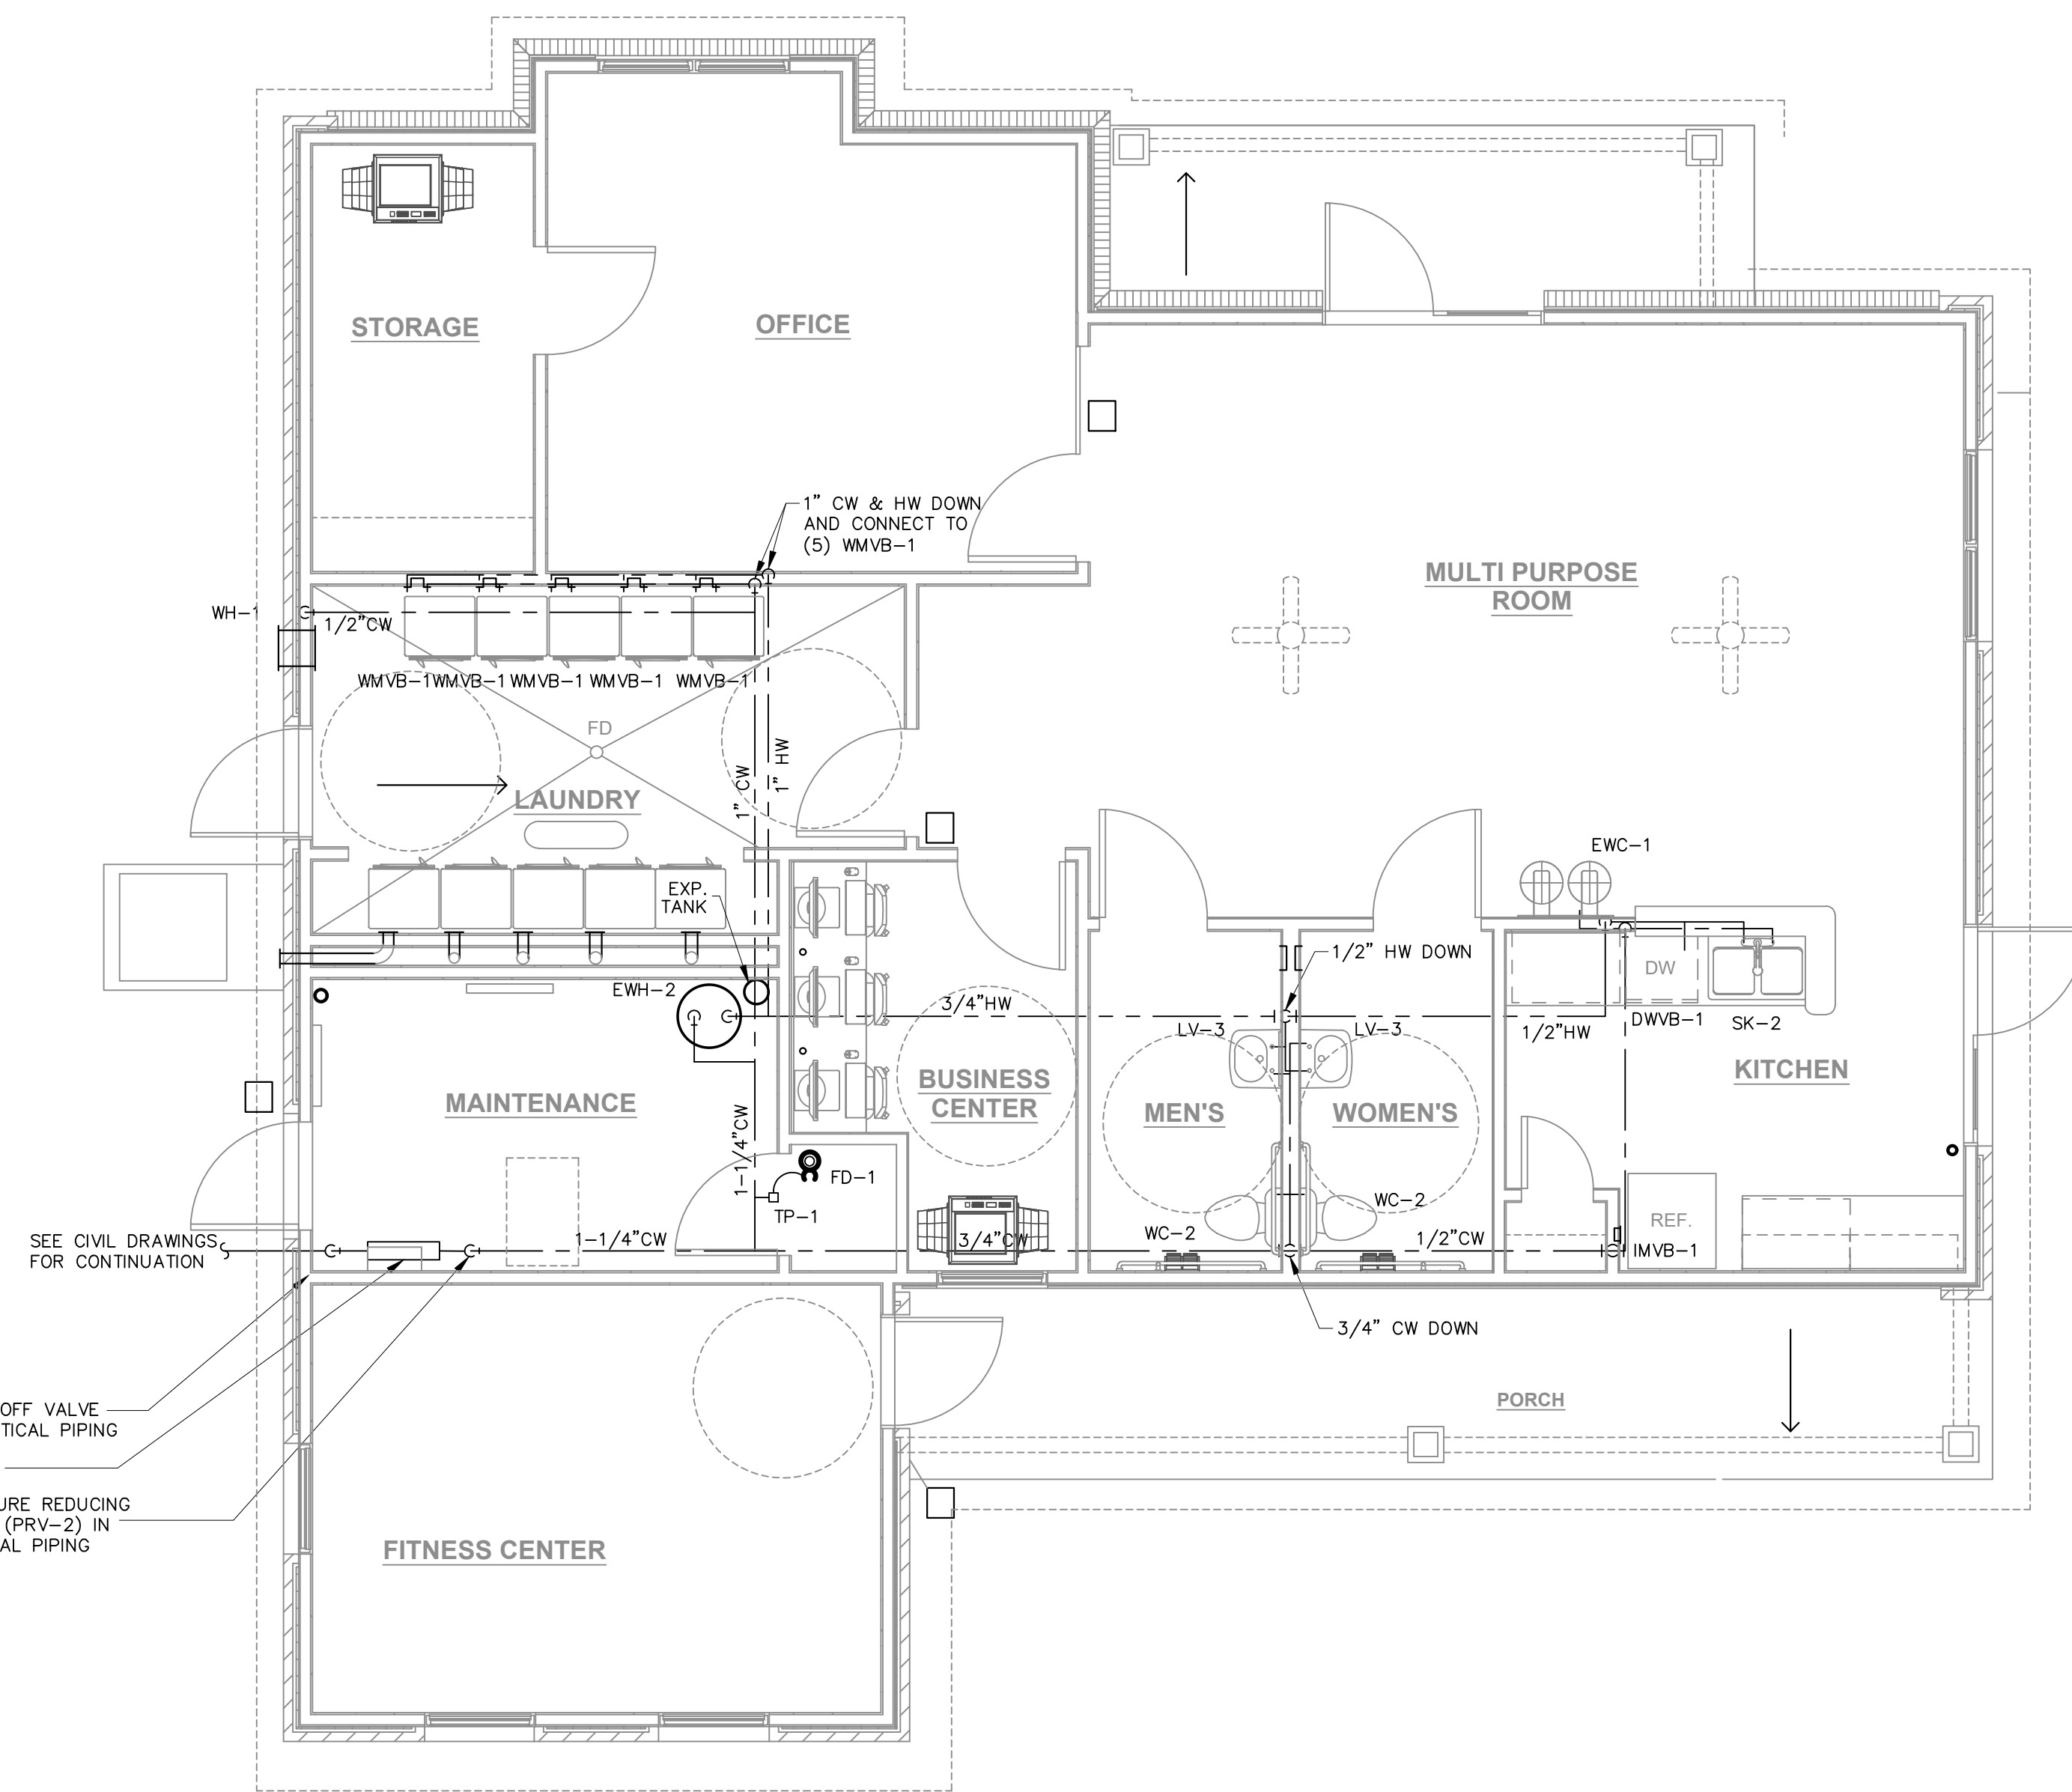 STORAGE
OFFICE
1" CW & HW DOWN
AND CONNECT TO
(5) WMVB-1
MULTI PURPOSE
ROOM
WH-1
1/2"CW
WMVB-1 WMVB-1 WMVB-1 WMVB-1 WMVB-1
FD
1" CW
1" HW
LAUNDRY
EWC-1
EXP.
TANK
1/2" HW DOWN
DW
EWH-2
3/4"HW
LV-3
LV-3
1/2"HW
DWVB-1
SK-2
KITCHEN
BUSINESS
CENTER
MAINTENANCE
MEN'S
WOMEN'S
1-1/4"CW
FD-1
TP-1
WC-2
WC-2
REF.
SEE CIVIL DRAWINGS
FOR CONTINUATION
1-1/4"CW
3/4"CW
1/2"CW
IMVB-1
3/4" CW DOWN
PORCH
OFF VALVE
TICAL PIPING
URE REDUCING
(PRV-2) IN
AL PIPING
FITNESS CENTER